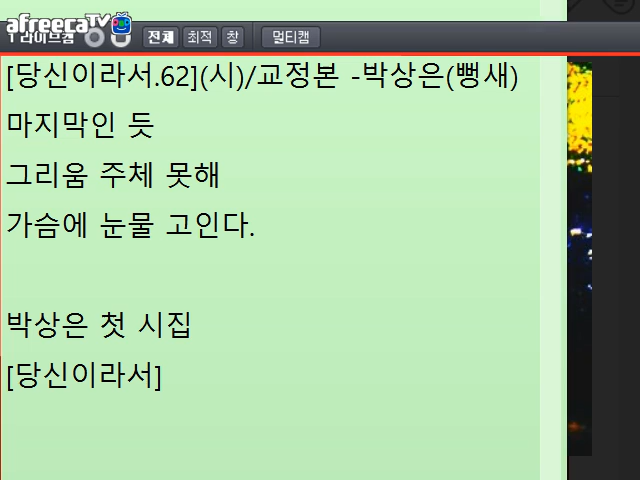 afreecaTV
1 라이브캠
전체 최적 창 멀티캠
[당신이라서.62](시)/교정본 -박상은(뻥새)
마지막인 듯
그리움 주체 못해
가슴에 눈물 고인다.
박상은 첫 시집
[당신이라서]